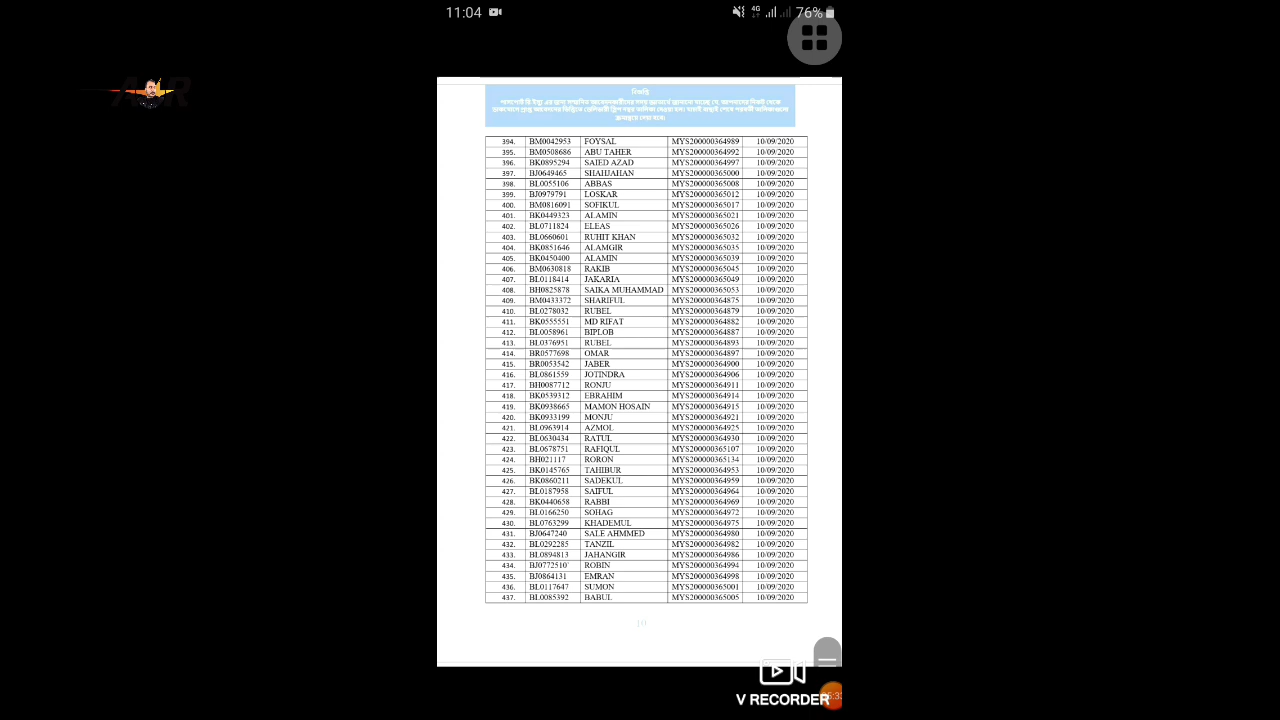 11:04 4G 76%
বিজ্ঞপ্তি
394. BM0042953 FOYSAL MYS200000364989 10/09/2020
395. BM0508686 ABU TAHER MYS200000364992 10/09/2020
396. BK0895294 SAIED AZAD MYS200000364997 10/09/2020
397. BJ0649465 SHAHJAHAN MYS200000365000 10/09/2020
398. BL0055106 ABBAS MYS200000365008 10/09/2020
399. BJ0979791 LOSKAR MYS200000365012 10/09/2020
400. BM0816091 SOFIKUL MYS200000365017 10/09/2020
401. BK0449323 ALAMIN MYS200000365021 10/09/2020
402. BL0711824 ELEAS MYS200000365026 10/09/2020
403. BL0660601 RUHIT KHAN MYS200000365032 10/09/2020
404. BK0851646 ALAMGIR MYS200000365035 10/09/2020
405. BK0450400 ALAMIN MYS200000365039 10/09/2020
406. BM0630818 RAKIB MYS200000365045 10/09/2020
407. BL0118414 JAKARIA MYS200000365049 10/09/2020
408. BH0825878 SAIKA MUHAMMAD MYS200000365053 10/09/2020
409. BM0433372 SHARIFUL MYS200000364875 10/09/2020
410. BL0278032 RUBEL MYS200000364879 10/09/2020
411. BK0555551 MD RIFAT MYS200000364882 10/09/2020
412. BL0058961 BIPLOB MYS200000364887 10/09/2020
413. BL0376951 RUBEL MYS200000364893 10/09/2020
414. BR0577698 OMAR MYS200000364897 10/09/2020
415. BR0053542 JABER MYS200000364900 10/09/2020
416. BL0861559 JOTINDRA MYS200000364906 10/09/2020
417. BH0087712 RONJU MYS200000364911 10/09/2020
418. BK0539312 EBRAHIM MYS200000364914 10/09/2020
419. BK0938665 MAMON HOSAIN MYS200000364915 10/09/2020
420. BK0933199 MONJU MYS200000364921 10/09/2020
421. BL0963914 AZMOL MYS200000364925 10/09/2020
422. BL0630434 RATUL MYS200000364930 10/09/2020
423. BL0678751 RAFIQUL MYS200000365107 10/09/2020
424. BH021117 RORON MYS200000365134 10/09/2020
425. BK0145765 TAHIBUR MYS200000364953 10/09/2020
426. BK0860211 SADEKUL MYS200000364959 10/09/2020
427. BL0187958 SAIFUL MYS200000364964 10/09/2020
428. BK0440658 RABBI MYS200000364969 10/09/2020
429. BL0166250 SOHAG MYS200000364972 10/09/2020
430. BL0763299 KHADEMUL MYS200000364975 10/09/2020
431. BJ0647240 SALE AHMMED MYS200000364980 10/09/2020
432. BL0292285 TANZIL MYS200000364982 10/09/2020
433. BL0894813 JAHANGIR MYS200000364986 10/09/2020
434. BJ0772510` ROBIN MYS200000364994 10/09/2020
435. BJ0864131 EMRAN MYS200000364998 10/09/2020
436. BL0117647 SUMON MYS200000365001 10/09/2020
437. BL0085392 BABUL MYS200000365005 10/09/2020
V RECORDER